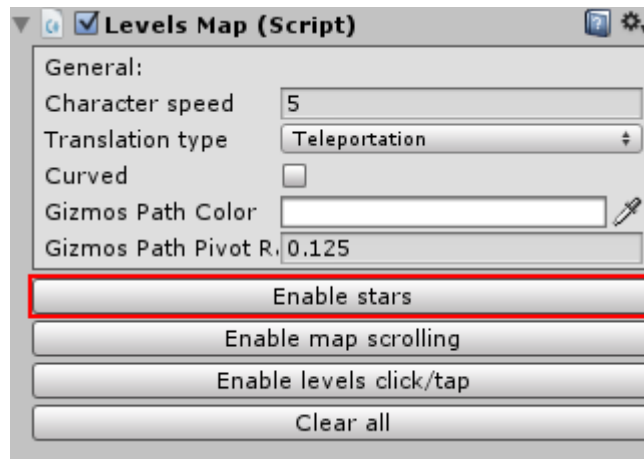 Levels Map (Script)
General:
Character speed 5
Translation type Teleportation
Curved
Gizmos Path Color
Gizmos Path Pivot R 0.125
Enable stars
Enable map scrolling
Enable levels click/tap
Clear all